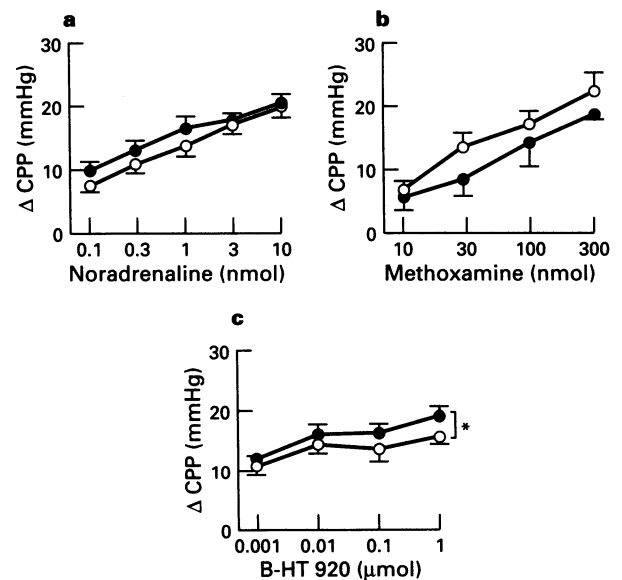 a
30
20
10
0
Δ CPP (mmHg)
0.1 0.3 1 3 10
Noradrenaline (nmol)
b
30
20
10
0
Δ CPP (mmHg)
10 30 100 300
Methoxamine (nmol)
c
30
20
10
0
Δ CPP (mmHg)
*
0.001 0.01 0.1 1
B-HT 920 (μmol)